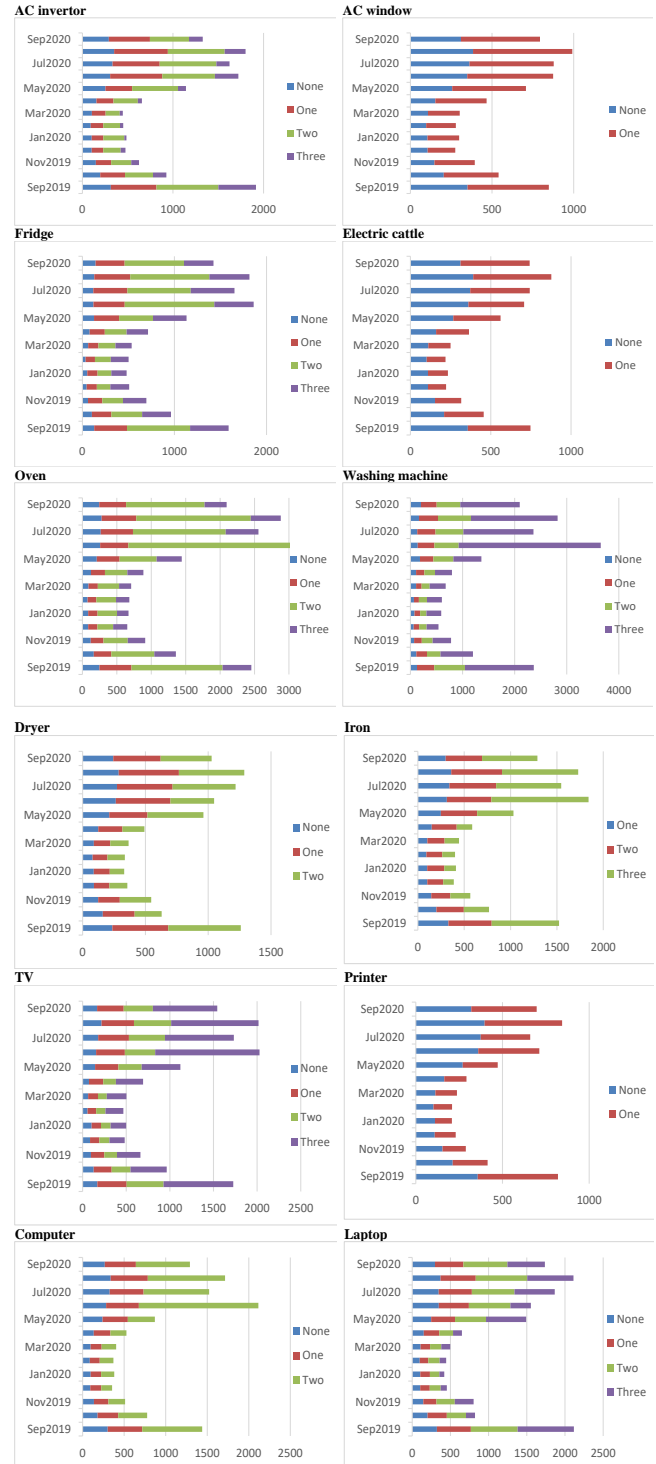 AC invertor
Sep2020
Jul2020
May2020
Mar2020
Jan2020
Nov2019
Sep2019
0 1000 2000
None
One
Two
Three
AC window
Sep2020
Jul2020
May2020
Mar2020
Jan2020
Nov2019
Sep2019
0 500 1000
None
One
Fridge
Sep2020
Jul2020
May2020
Mar2020
Jan2020
Nov2019
Sep2019
0 1000 2000
None
One
Two
Three
Electric cattle
Sep2020
Jul2020
May2020
Mar2020
Jan2020
Nov2019
Sep2019
0 500 1000
None
One
Oven
Sep2020
Jul2020
May2020
Mar2020
Jan2020
Nov2019
Sep2019
0 500 1000 1500 2000 2500 3000
None
One
Two
Three
Washing machine
Sep2020
Jul2020
May2020
Mar2020
Jan2020
Nov2019
Sep2019
0 1000 2000 3000 4000
None
One
Two
Three
Dryer
Sep2020
Jul2020
May2020
Mar2020
Jan2020
Nov2019
Sep2019
0 500 1000 1500
None
One
Two
Iron
Sep2020
Jul2020
May2020
Mar2020
Jan2020
Nov2019
Sep2019
0 500 1000 1500 2000
One
Two
Three
TV
Sep2020
Jul2020
May2020
Mar2020
Jan2020
Nov2019
Sep2019
0 500 1000 1500 2000 2500
None
One
Two
Three
Printer
Sep2020
Jul2020
May2020
Mar2020
Jan2020
Nov2019
Sep2019
0 500 1000
None
One
Computer
Sep2020
Jul2020
May2020
Mar2020
Jan2020
Nov2019
Sep2019
0 500 1000 1500 2000 2500
None
One
Two
Laptop
Sep2020
Jul2020
May2020
Mar2020
Jan2020
Nov2019
Sep2019
0 500 1000 1500 2000 2500
None
One
Two
Three